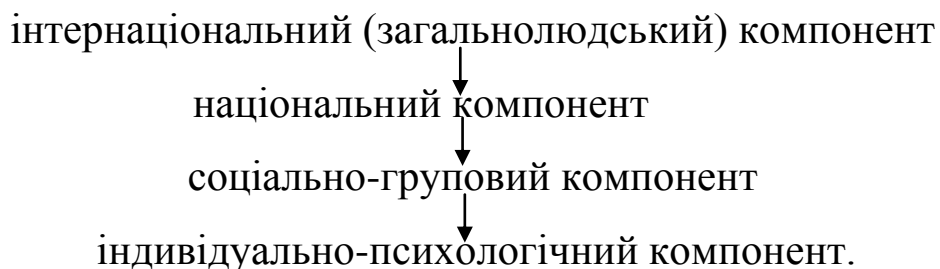 інтернаціональний (загальнолюдський) компонент
національний компонент
соціально-груповий компонент
індивідуально-психологічний компонент.